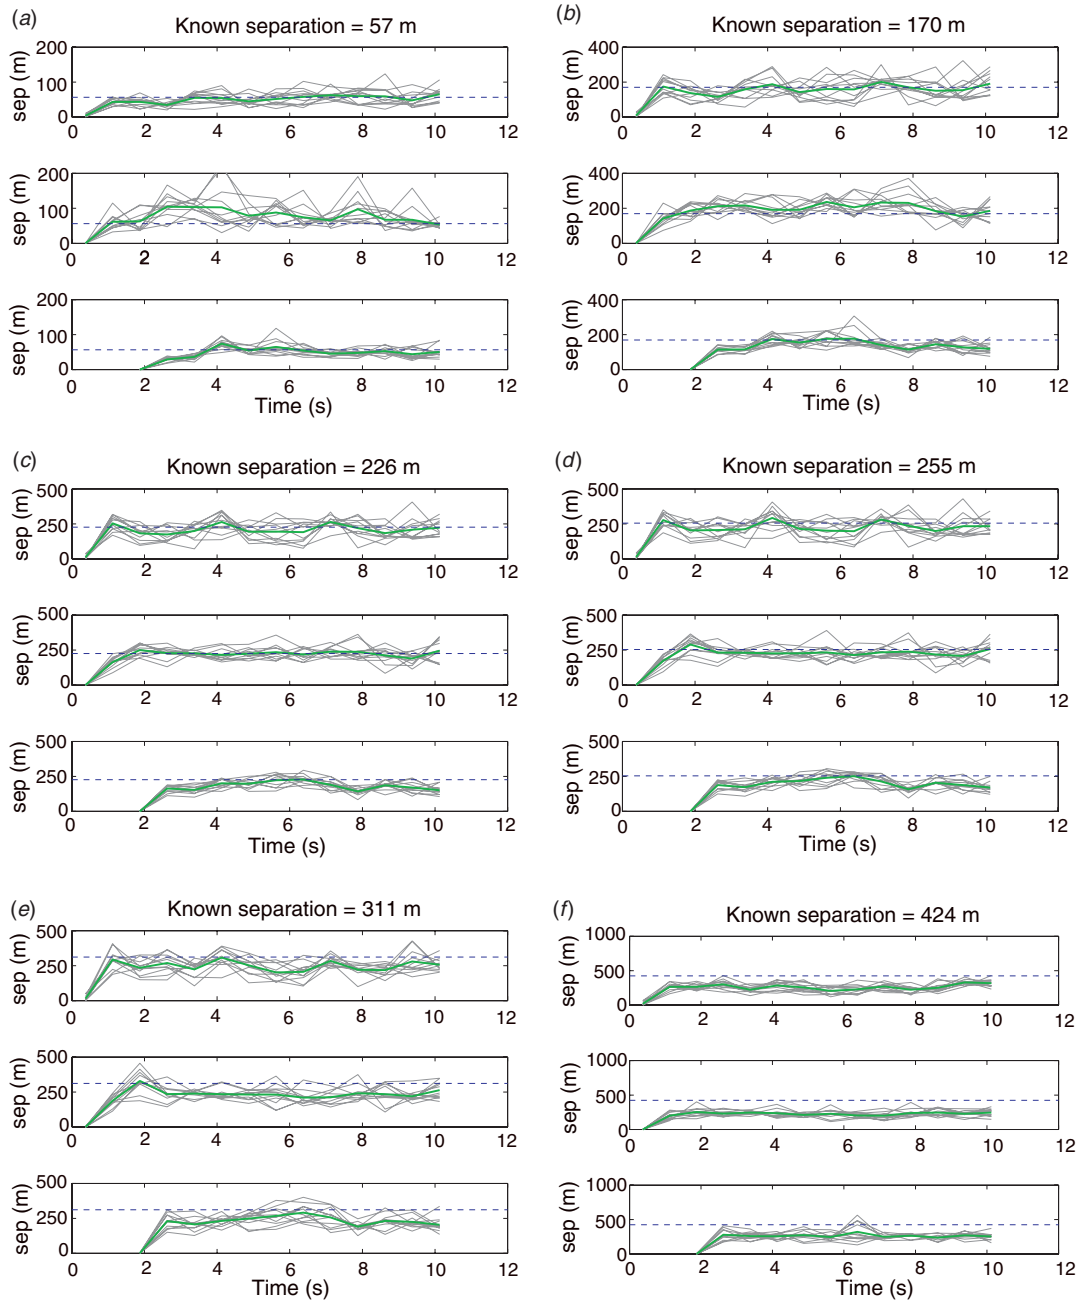 (a)
Known separation = 57 m
200
100
0
sep (m)
0 2 4 6 8 10 12
200
100
0
sep (m)
0 2 4 6 8 10 12
200
100
0
sep (m)
0 2 4 6 8 10 12
Time (s)
(b)
Known separation = 170 m
400
200
0
sep (m)
0 2 4 6 8 10 12
400
200
0
sep (m)
0 2 4 6 8 10 12
400
200
0
sep (m)
0 2 4 6 8 10 12
Time (s)
(c)
Known separation = 226 m
500
250
0
sep (m)
0 2 4 6 8 10 12
500
250
0
sep (m)
0 2 4 6 8 10 12
500
250
0
sep (m)
0 2 4 6 8 10 12
Time (s)
(d)
Known separation = 255 m
500
250
0
sep (m)
0 2 4 6 8 10 12
500
250
0
sep (m)
0 2 4 6 8 10 12
500
250
0
sep (m)
0 2 4 6 8 10 12
Time (s)
(e)
Known separation = 311 m
500
250
0
sep (m)
0 2 4 6 8 10 12
500
250
0
sep (m)
0 2 4 6 8 10 12
500
250
0
sep (m)
0 2 4 6 8 10 12
Time (s)
(f)
Known separation = 424 m
1000
500
0
sep (m)
0 2 4 6 8 10 12
1000
500
0
sep (m)
0 2 4 6 8 10 12
1000
500
0
sep (m)
0 2 4 6 8 10 12
Time (s)